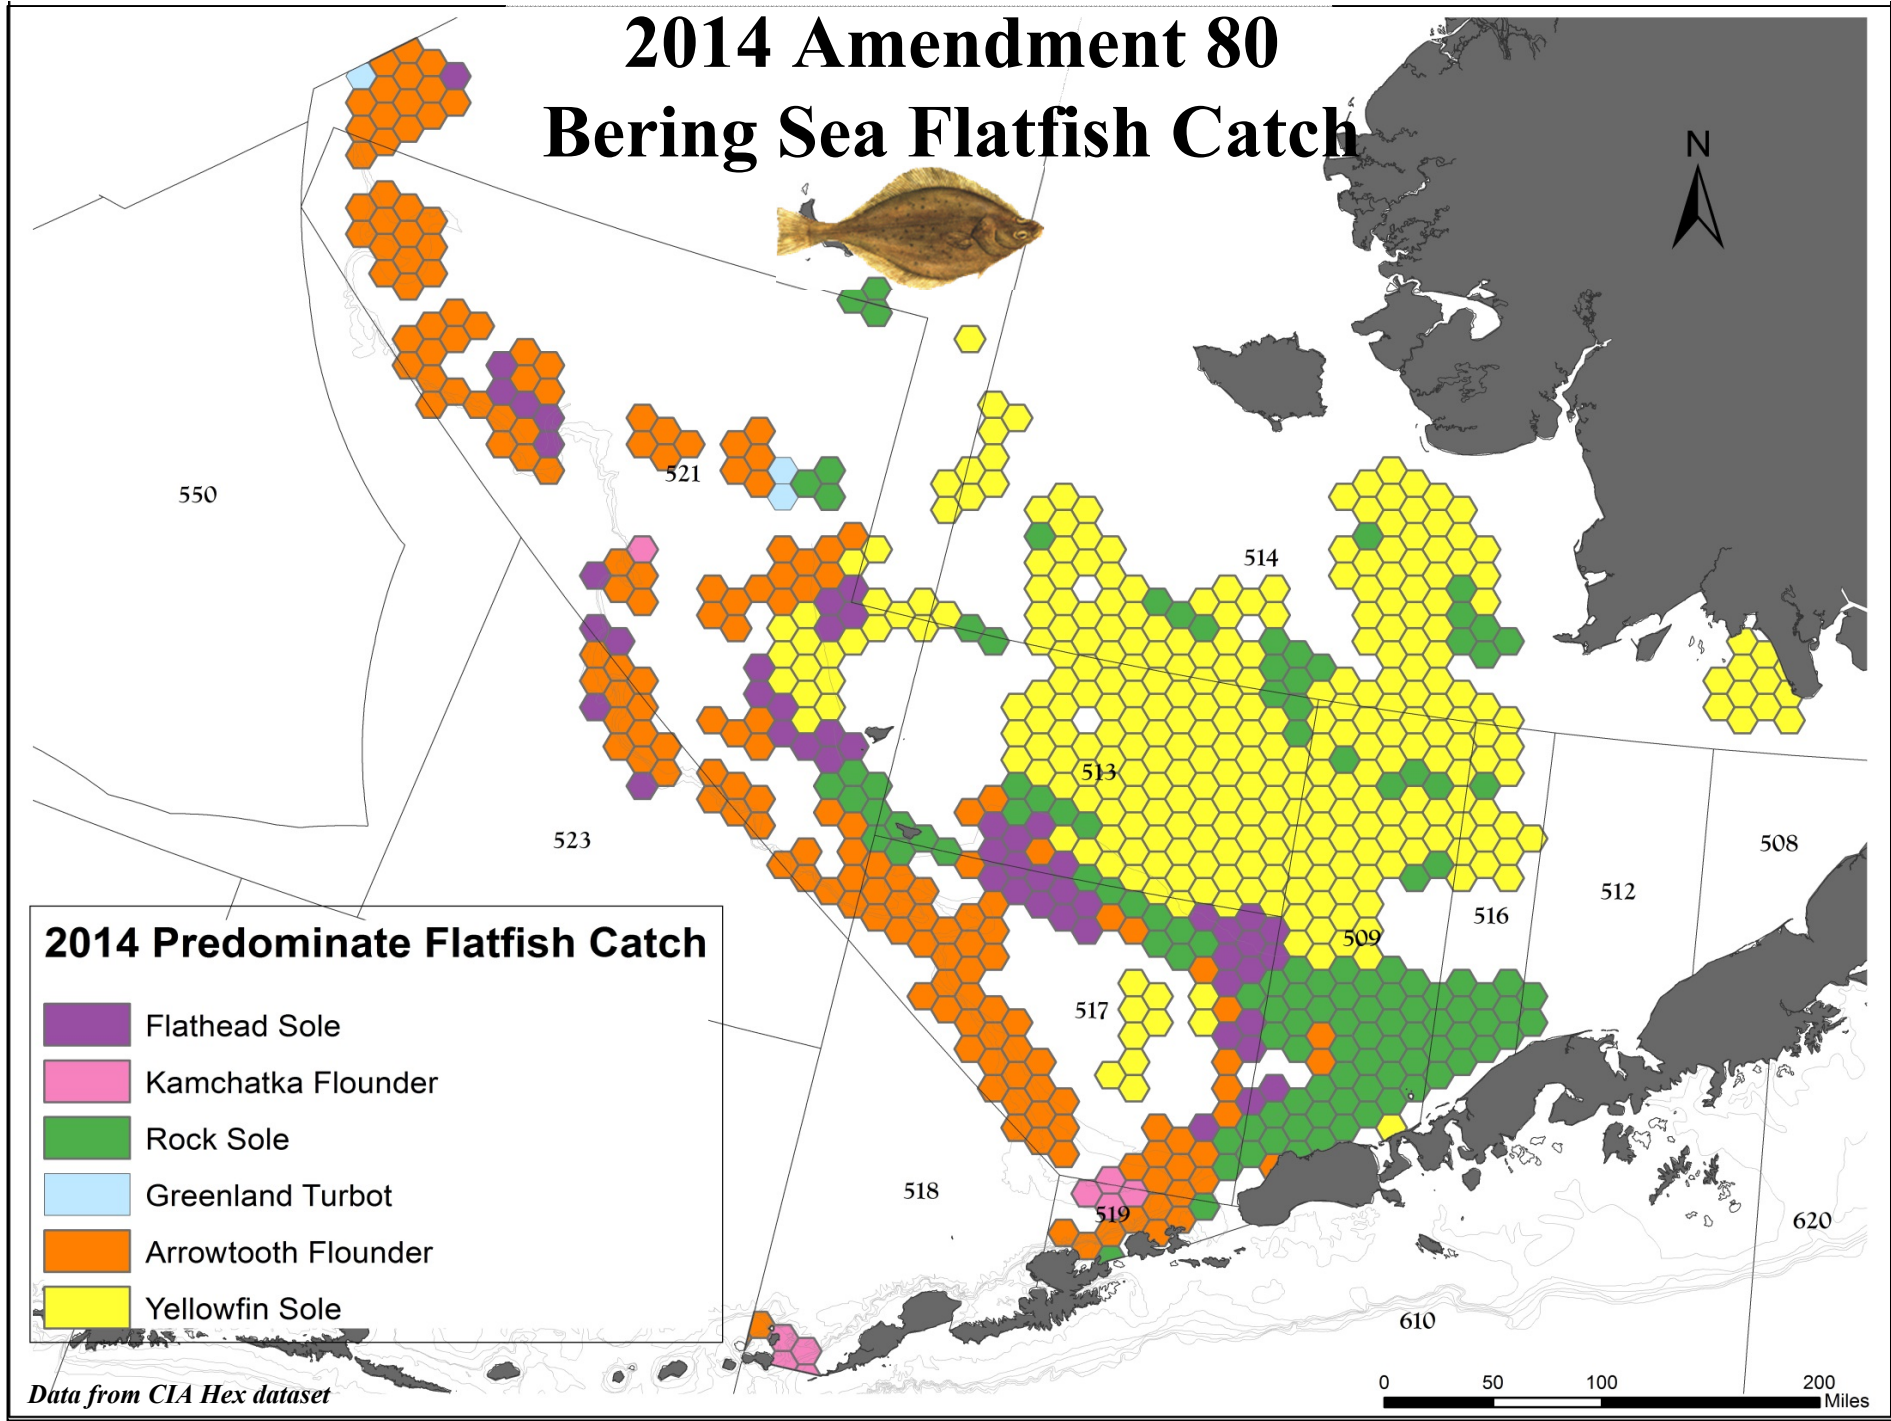 2014 Amendment 80
Bering Sea Flatfish Catch
N
550
521
514
513
523
508
512
516
509
517
518
519
620
610
2014 Predominate Flatfish Catch
Flathead Sole
Kamchatka Flounder
Rock Sole
Greenland Turbot
Arrowtooth Flounder
Yellowfin Sole
Data from CIA Hex dataset
0 50 100 200
Miles